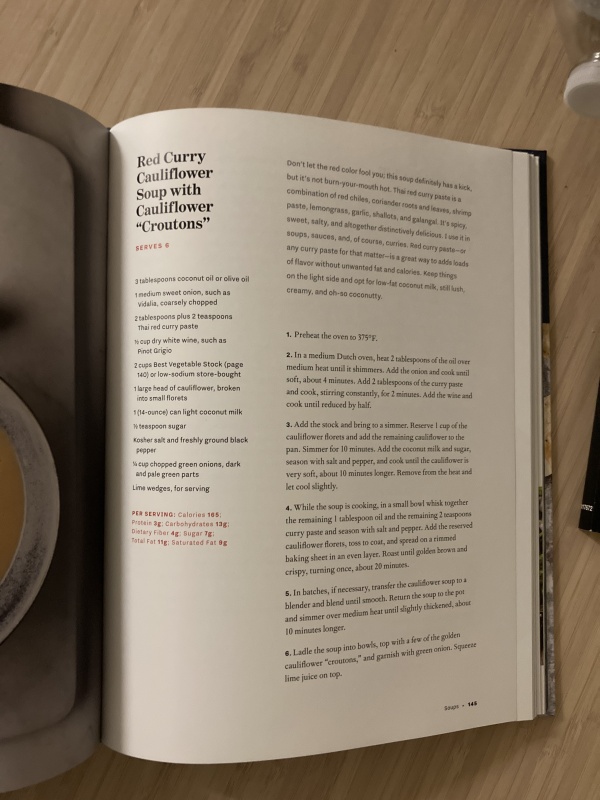 Red Curry
Cauliflower
Soup with
Cauliflower
“Croutons”
SERVES 6
3 tablespoons coconut oil or olive oil
1 medium sweet onion, such as
Vidalia, coarsely chopped
2 tablespoons plus 2 teaspoons
Thai red curry paste
½ cup dry white wine, such as
Pinot Grigio
2 cups Best Vegetable Stock (page
140) or low-sodium store-bought
1 large head of cauliflower, broken
into small florets
1 (14-ounce) can light coconut milk
½ teaspoon sugar
Kosher salt and freshly ground black
pepper
¼ cup chopped green onions, dark
and pale green parts
Lime wedges, for serving
PER SERVING: Calories 165;
Protein 3g; Carbohydrates 13g;
Dietary Fiber 4g; Sugar 7g;
Total Fat 11g; Saturated Fat 9g
Don't let the red color fool you; this soup definitely has a kick,
but it's not burn-your-mouth hot. Thai red curry paste is a
combination of red chiles, coriander roots and leaves, shrimp
paste, lemongrass, garlic, shallots, and galangal. It's spicy,
sweet, salty, and altogether distinctively delicious. I use it in
soups, sauces, and, of course, curries. Red curry paste—or
any curry paste for that matter—is a great way to adds loads
of flavor without unwanted fat and calories. Keep things
on the light side and opt for low-fat coconut milk, still lush,
creamy, and oh-so coconutty.
1. Preheat the oven to 375°F.
2. In a medium Dutch oven, heat 2 tablespoons of the oil over
medium heat until it shimmers. Add the onion and cook until
soft, about 4 minutes. Add 2 tablespoons of the curry paste
and cook, stirring constantly, for 2 minutes. Add the wine and
cook until reduced by half.
3. Add the stock and bring to a simmer. Reserve 1 cup of the
cauliflower florets and add the remaining cauliflower to the
pan. Simmer for 10 minutes. Add the coconut milk and sugar,
season with salt and pepper, and cook until the cauliflower is
very soft, about 10 minutes longer. Remove from the heat and
let cool slightly.
4. While the soup is cooking, in a small bowl whisk together
the remaining 1 tablespoon oil and the remaining 2 teaspoons
curry paste and season with salt and pepper. Add the reserved
cauliflower florets, toss to coat, and spread on a rimmed
baking sheet in an even layer. Roast until golden brown and
crispy, turning once, about 20 minutes.
5. In batches, if necessary, transfer the cauliflower soup to a
blender and blend until smooth. Return the soup to the pot
and simmer over medium heat until slightly thickened, about
10 minutes longer.
6. Ladle the soup into bowls, top with a few of the golden
cauliflower “croutons,” and garnish with green onion. Squeeze
lime juice on top.
Soups • 145